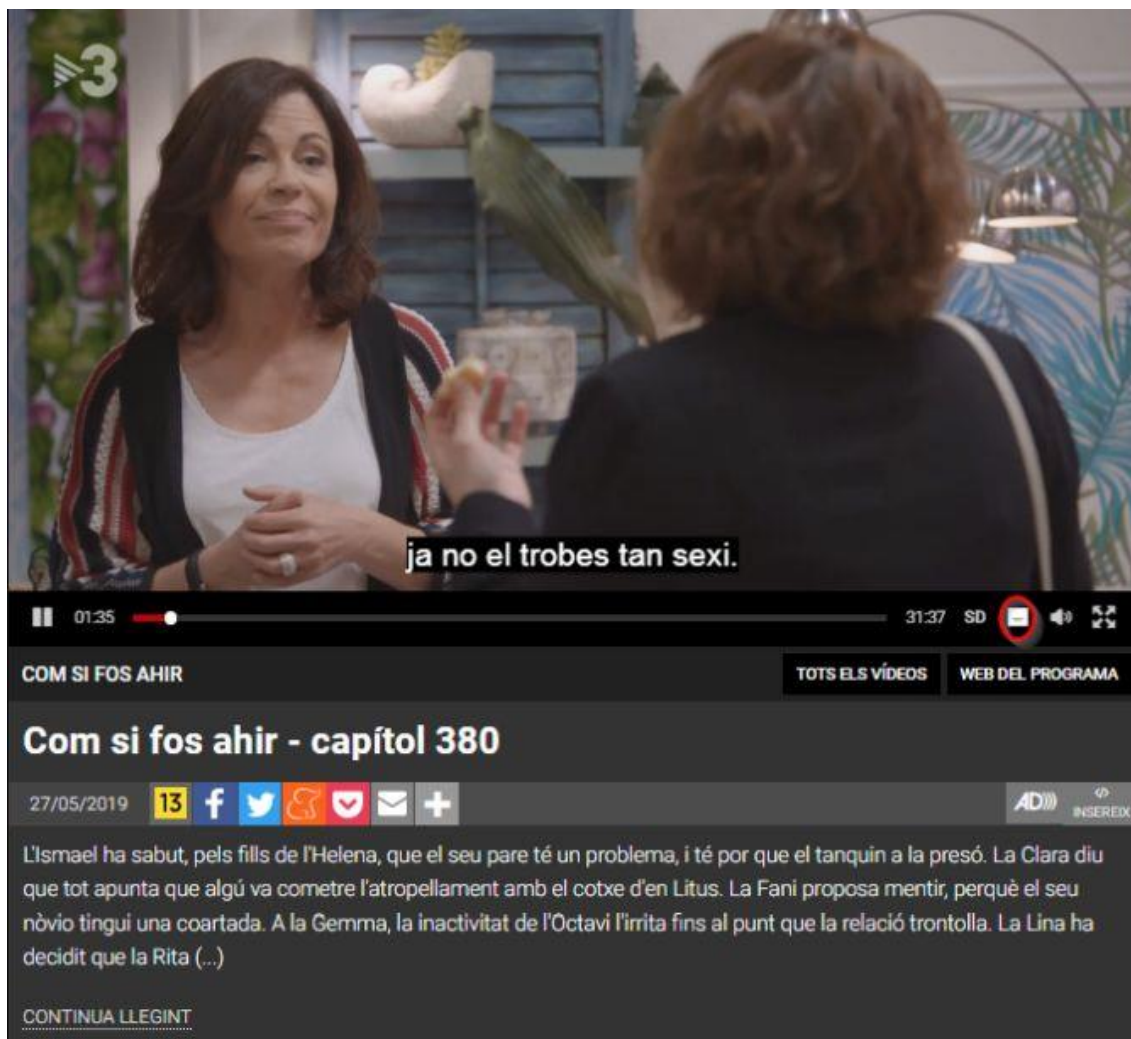 3
ja no el trobes tan sexi.
01:35 31:37 SD
COM SI FOS AHIR TOTS ELS VÍDEOS WEB DEL PROGRAMA
Com si fos ahir - capítol 380
27/05/2019 13 f AD))) </> INSEREIX
L'Ismael ha sabut, pels fills de l'Helena, que el seu pare té un problema, i té por que el tanquin a la presó. La Clara diu
que tot apunta que algú va cometre l'atropellament amb el cotxe d'en Litus. La Fani proposa mentir, perquè el seu
nòvio tingui una coartada. A la Gemma, la inactivitat de l'Octavi l'irrita fins al punt que la relació trontolla. La Lina ha
decidit que la Rita (...)
CONTINUA LLEGINT